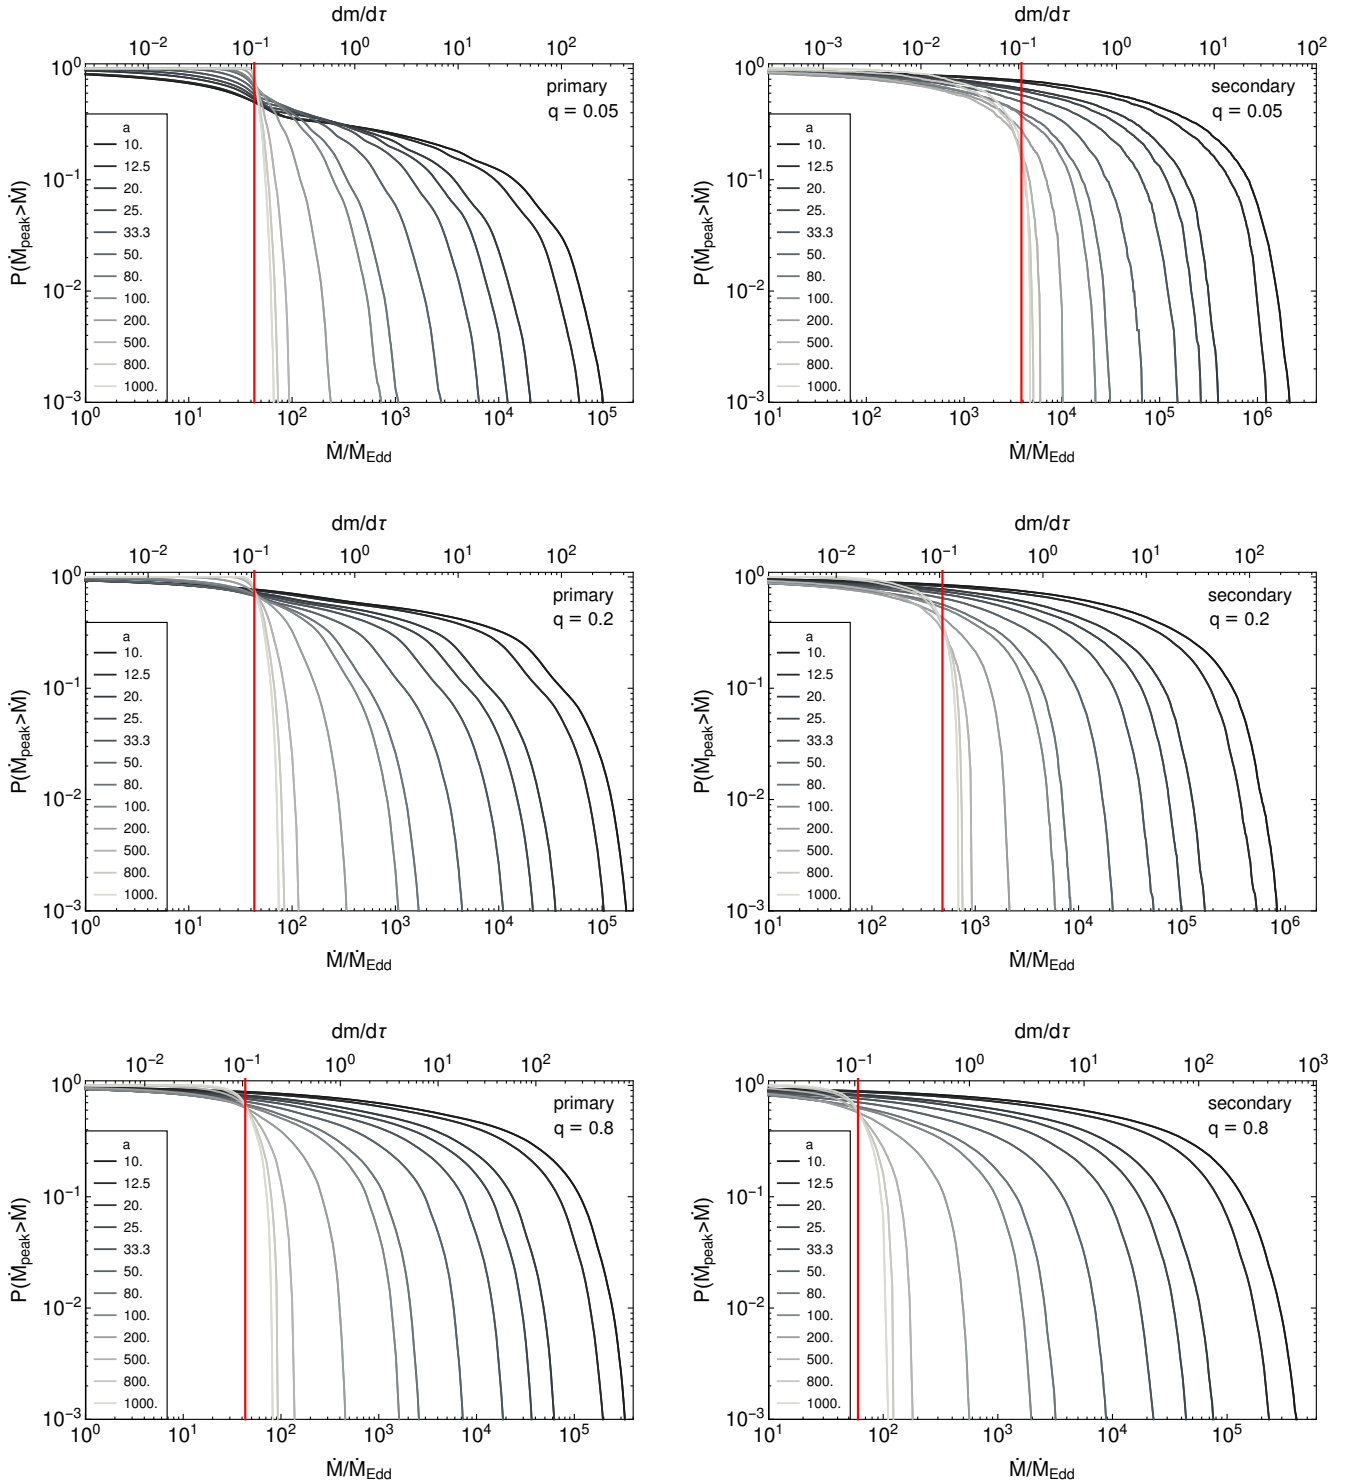 dm/dτ
10⁻² 10⁻¹ 10⁰ 10¹ 10²
10⁰
10⁻¹
10⁻²
10⁻³
P(Ṁpeak>Ṁ)
primary
q = 0.05
a
10.
12.5
20.
25.
33.3
50.
80.
100.
200.
500.
800.
1000.
10⁰ 10¹ 10² 10³ 10⁴ 10⁵
Ṁ/ṀEdd
dm/dτ
10⁻³ 10⁻² 10⁻¹ 10⁰ 10¹ 10²
10⁰
10⁻¹
10⁻²
10⁻³
P(Ṁpeak>Ṁ)
secondary
q = 0.05
a
10.
12.5
20.
25.
33.3
50.
80.
100.
200.
500.
800.
1000.
10¹ 10² 10³ 10⁴ 10⁵ 10⁶
Ṁ/ṀEdd
dm/dτ
10⁻² 10⁻¹ 10⁰ 10¹ 10²
10⁰
10⁻¹
10⁻²
10⁻³
P(Ṁpeak>Ṁ)
primary
q = 0.2
a
10.
12.5
20.
25.
33.3
50.
80.
100.
200.
500.
800.
1000.
10⁰ 10¹ 10² 10³ 10⁴ 10⁵
Ṁ/ṀEdd
dm/dτ
10⁻² 10⁻¹ 10⁰ 10¹ 10²
10⁰
10⁻¹
10⁻²
10⁻³
P(Ṁpeak>Ṁ)
secondary
q = 0.2
a
10.
12.5
20.
25.
33.3
50.
80.
100.
200.
500.
800.
1000.
10¹ 10² 10³ 10⁴ 10⁵ 10⁶
Ṁ/ṀEdd
dm/dτ
10⁻² 10⁻¹ 10⁰ 10¹ 10²
10⁰
10⁻¹
10⁻²
10⁻³
P(Ṁpeak>Ṁ)
primary
q = 0.8
a
10.
12.5
20.
25.
33.3
50.
80.
100.
200.
500.
800.
1000.
10⁰ 10¹ 10² 10³ 10⁴ 10⁵
Ṁ/ṀEdd
dm/dτ
10⁻¹ 10⁰ 10¹ 10² 10³
10⁰
10⁻¹
10⁻²
10⁻³
P(Ṁpeak>Ṁ)
secondary
q = 0.8
a
10.
12.5
20.
25.
33.3
50.
80.
100.
200.
500.
800.
1000.
10¹ 10² 10³ 10⁴ 10⁵
Ṁ/ṀEdd